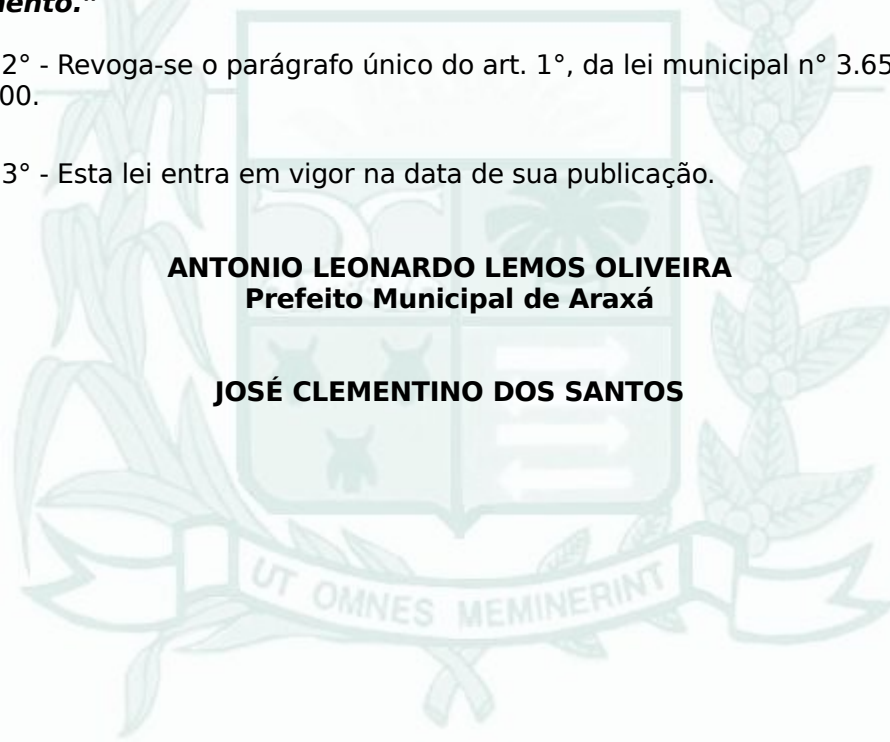 mento."
2° - Revoga-se o parágrafo único do art. 1°, da lei municipal n° 3.65
00.
3° - Esta lei entra em vigor na data de sua publicação.
ANTONIO LEONARDO LEMOS OLIVEIRA
Prefeito Municipal de Araxá
JOSÉ CLEMENTINO DOS SANTOS
UT OMNES MEMINERINT